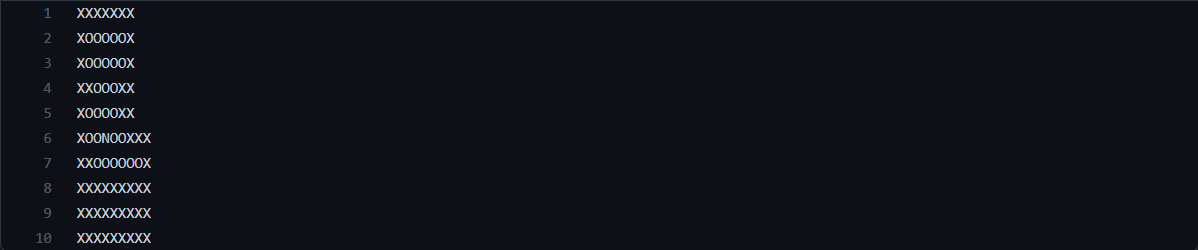 1 XXXXXXX
2 XOOOOOX
3 XOOOOOX
4 XXOOOXX
5 XOOOOXX
6 XOONOOXXX
7 XXOOOOOOX
8 XXXXXXXXX
9 XXXXXXXXX
10 XXXXXXXXX